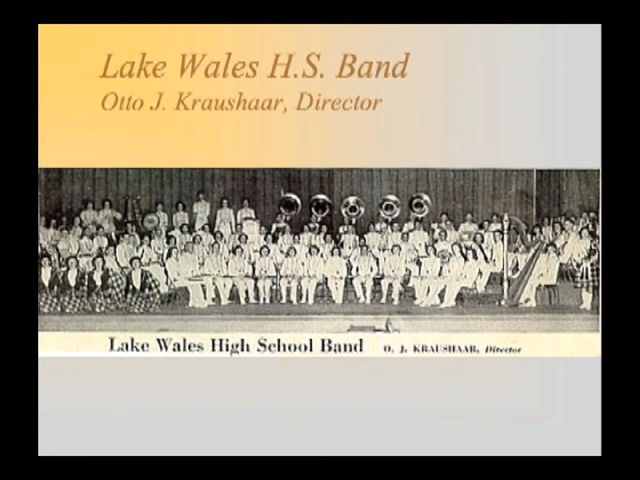 Lake Wales H.S. Band
Otto J. Kraushaar, Director
Lake Wales High School Band O. J. KRAUSHAAR, Director